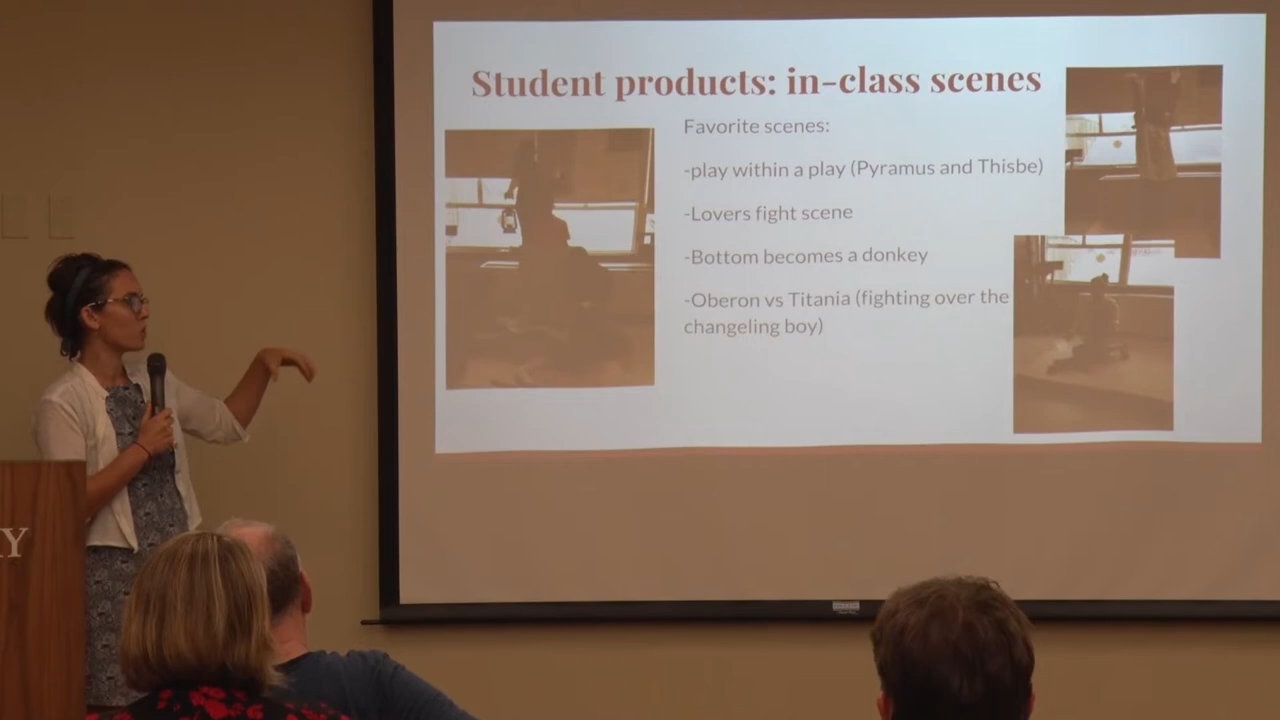 Student products: in-class scenes
Favorite scenes:
-play within a play (Pyramus and Thisbe)
-Lovers fight scene
-Bottom becomes a donkey
-Oberon vs Titania (fighting over the
changeling boy)
Y